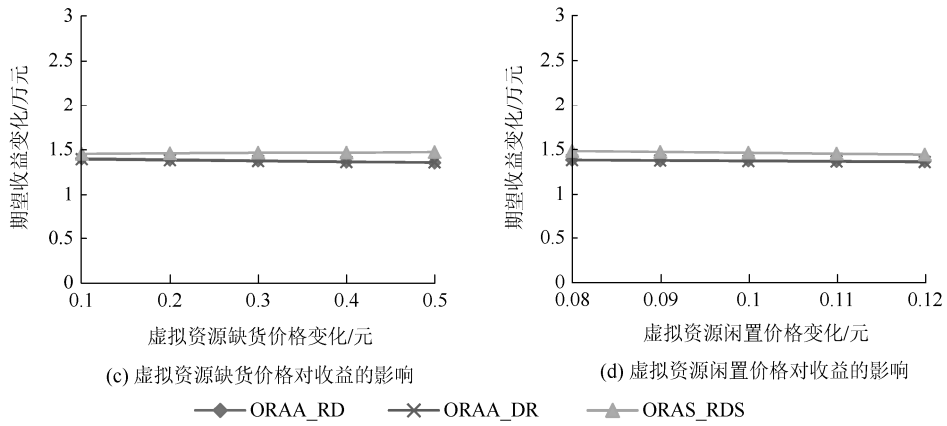 期望收益变化/万元
3
2.5
2
1.5
1
0.5
0
0.1 0.2 0.3 0.4 0.5
虚拟资源缺货价格变化/元
(c) 虚拟资源缺货价格对收益的影响
期望收益变化/万元
3
2.5
2
1.5
1
0.5
0
0.08 0.09 0.1 0.11 0.12
虚拟资源闲置价格变化/元
(d) 虚拟资源闲置价格对收益的影响
ORAA_RD ORAA_DR ORAS_RDS